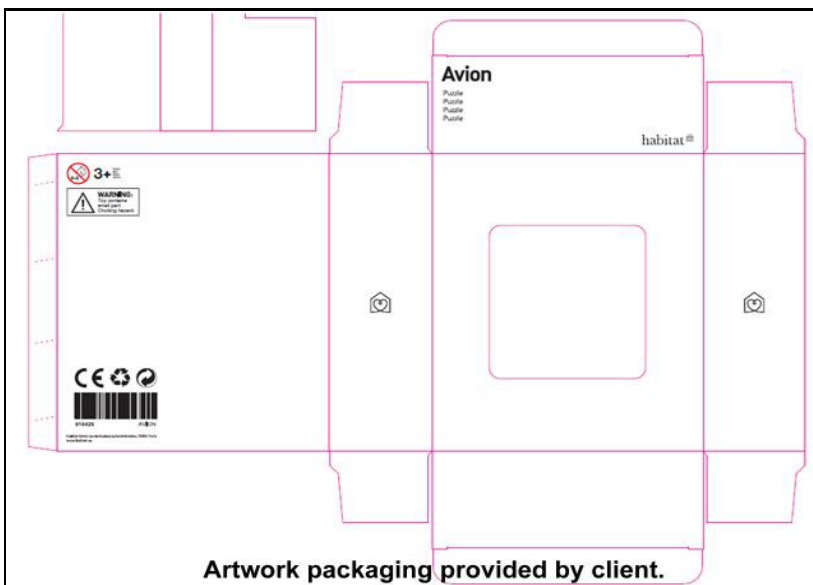 Avion
Puzzle
Puzzle
Puzzle
Puzzle
habitat
3+
WARNING:
Toy contains
small part
Choking hazard
CE
AVION
Artwork packaging provided by client.